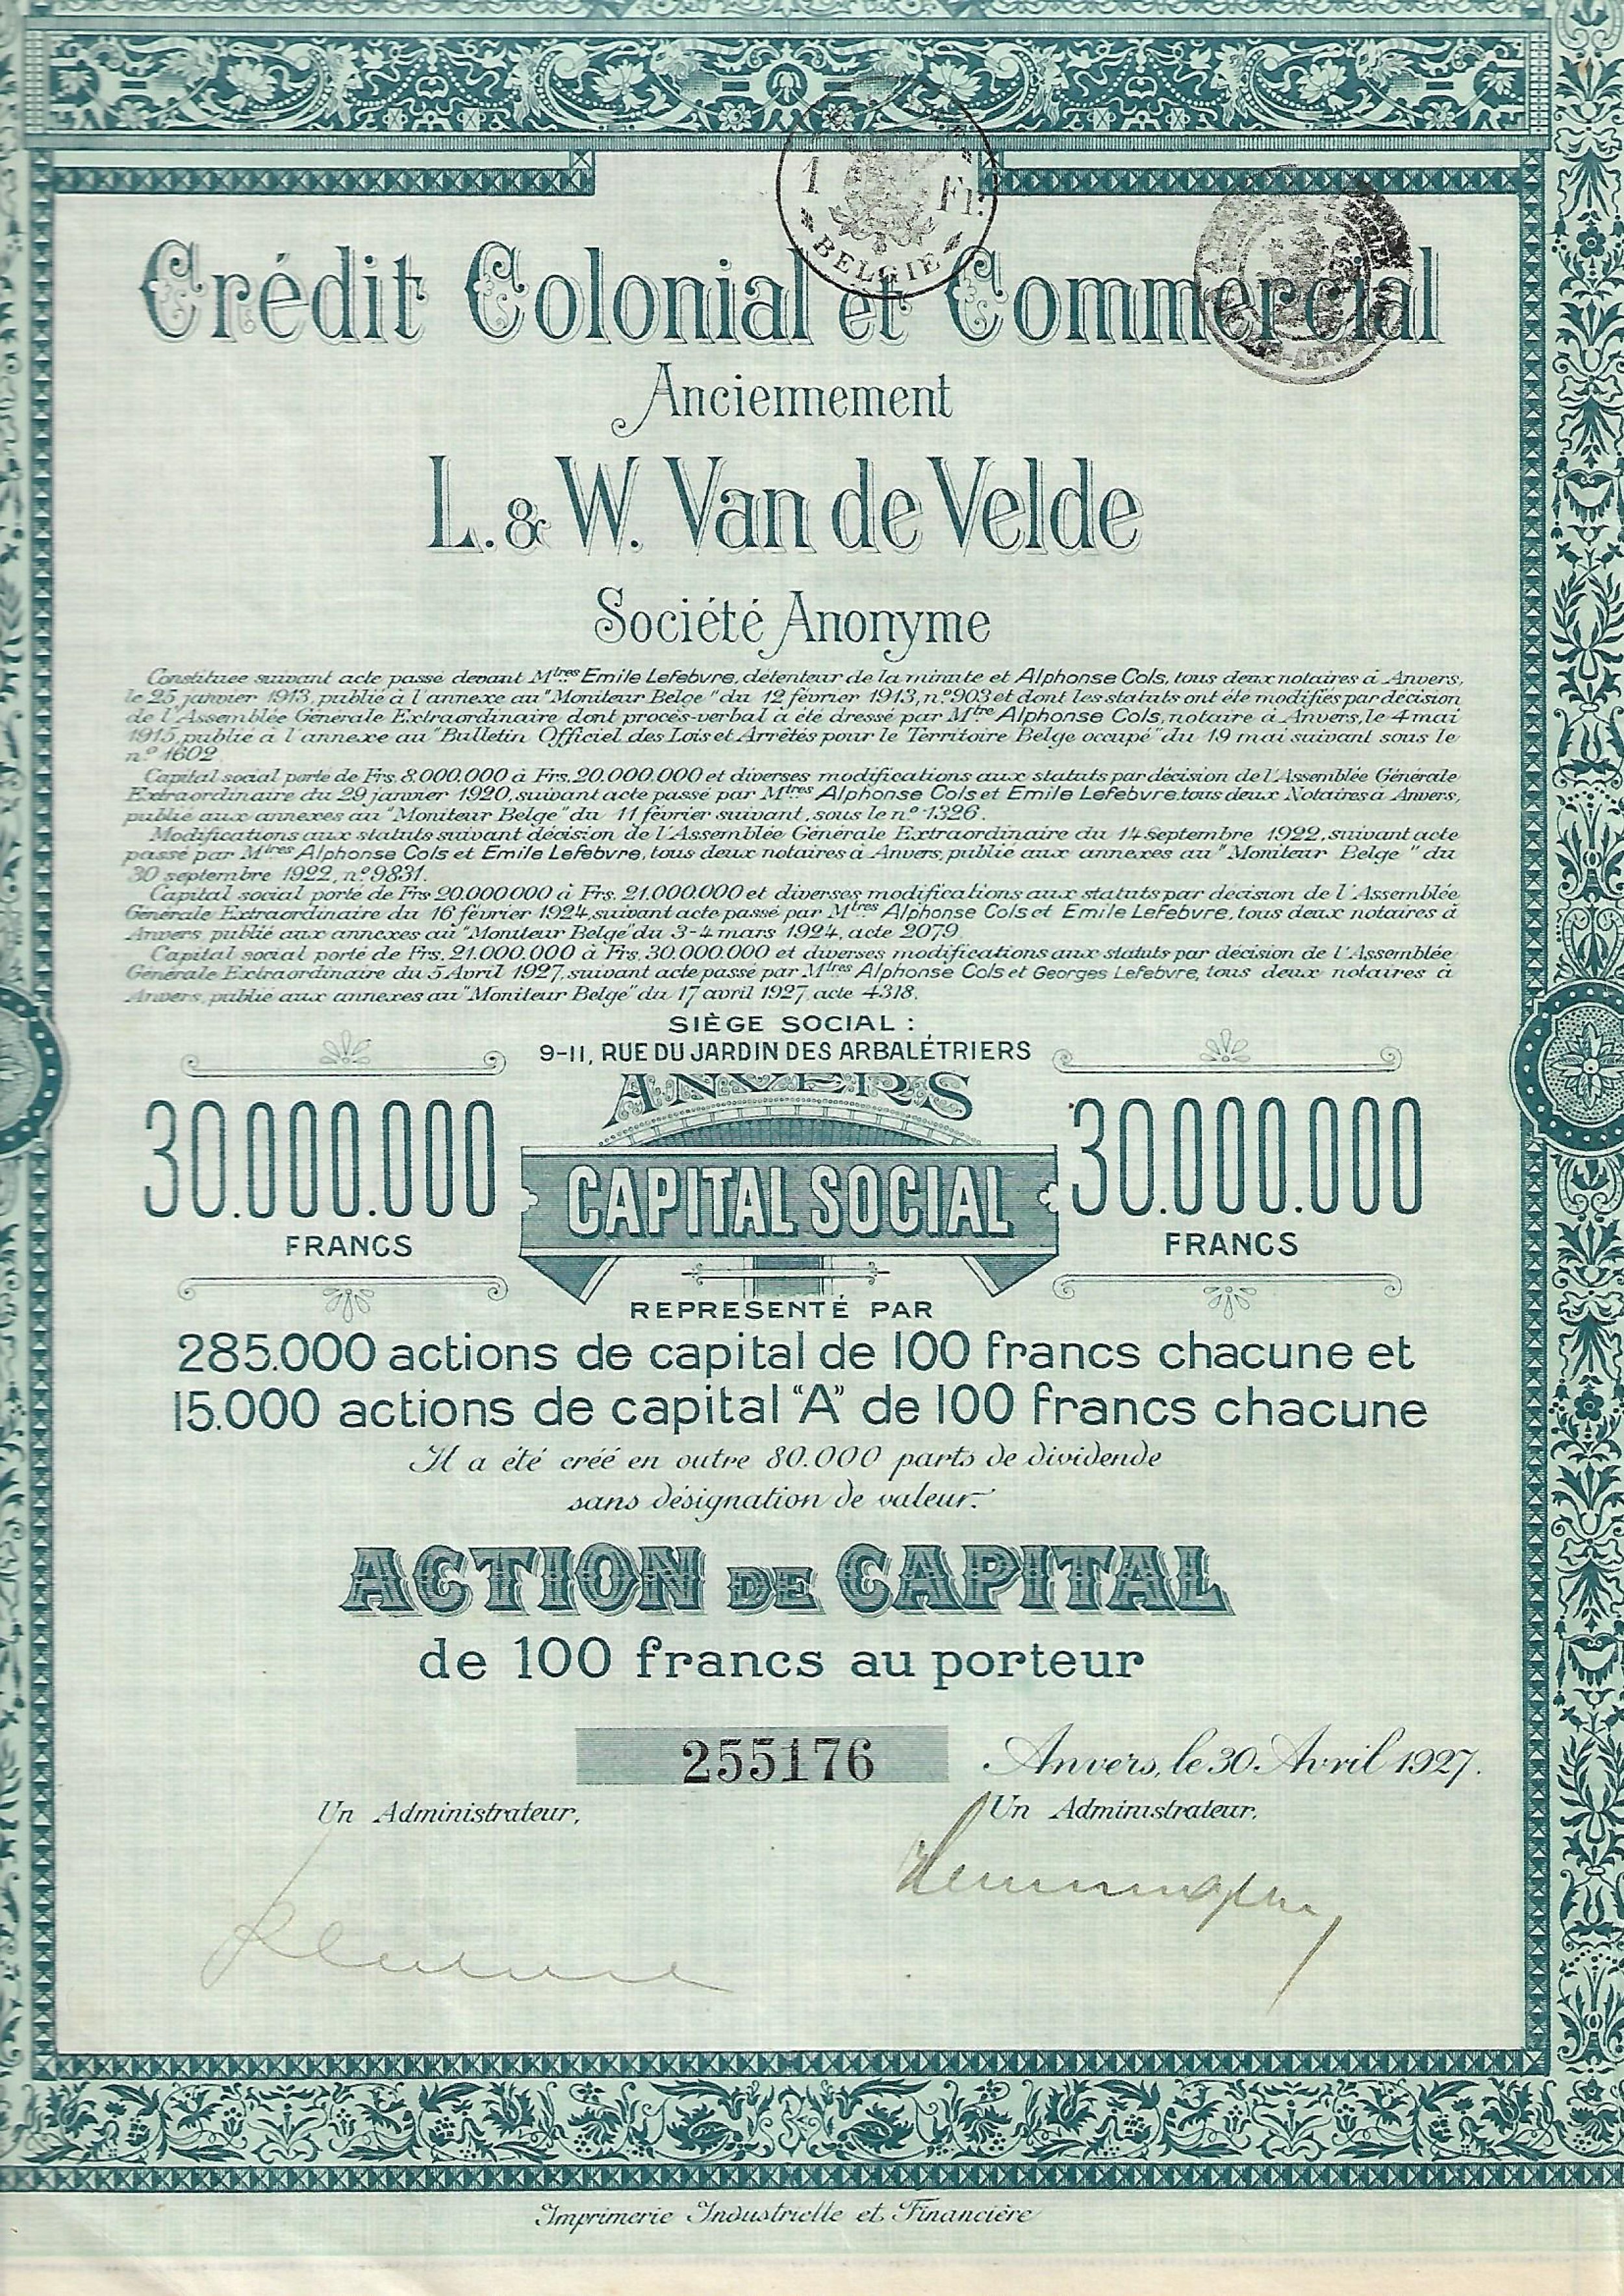 1 Fr.
BELGIE
Crédit Colonial et Commercial
Anciennement
L. & W. Van de Velde
Société Anonyme
Constituée suivant acte passé devant Mtres Emile Lefebvre, détenteur de la minute et Alphonse Cols, tous deux notaires à Anvers,
le 25 janvier 1913, publié à l'annexe au "Moniteur Belge" du 12 février 1913, nº 903 et dont les statuts ont été modifiés par décision
de l'Assemblée Générale Extraordinaire dont procès-verbal a été dressé par Mtre Alphonse Cols, notaire à Anvers, le 4 mai
1915, publié à l'annexe au "Bulletin Officiel des Lois et Arrêtés pour le Territoire Belge occupé" du 19 mai suivant sous le
nº 1602.
Capital social porté de Frs. 8.000.000 à Frs. 20.000.000 et diverses modifications aux statuts par décision de l'Assemblée Générale
Extraordinaire du 29 janvier 1920, suivant acte passé par Mtres Alphonse Cols et Emile Lefebvre tous deux Notaires à Anvers,
publié aux annexes au "Moniteur Belge" du 11 février suivant, sous le nº 1326.
Modifications aux statuts suivant décision de l'Assemblée Générale Extraordinaire du 14 Septembre 1922, suivant acte
passé par Mtres Alphonse Cols et Emile Lefebvre, tous deux notaires à Anvers, publié aux annexes au "Moniteur Belge" du
30 septembre 1922, nº 9831.
Capital social porté de Frs 20.000.000 à Frs. 21.000.000 et diverses modifications aux statuts par décision de l'Assemblée
Générale Extraordinaire du 16 février 1924, suivant acte passé par Mtres Alphonse Cols et Emile Lefebvre, tous deux notaires à
Anvers publié aux annexes au "Moniteur Belge" du 3-4 mars 1924, acte 2079.
Capital social porté de Frs. 21.000.000 à Frs. 30.000.000 et diverses modifications aux statuts par décision de l'Assemblée
Générale Extraordinaire du 5 Avril 1927, suivant acte passé par Mtres Alphonse Cols et Georges Lefebvre, tous deux notaires à
Anvers, publié aux annexes au "Moniteur Belge" du 17 avril 1927, acte 4318.
SIÈGE SOCIAL :
9-11, RUE DU JARDIN DES ARBALÉTRIERS
ANVERS
30.000.000 CAPITAL SOCIAL 30.000.000
FRANCS FRANCS
REPRESENTÉ PAR
285.000 actions de capital de 100 francs chacune et
15.000 actions de capital "A" de 100 francs chacune
Il a été créé en outre 80.000 parts de dividende
sans désignation de valeur.
ACTION DE CAPITAL
de 100 francs au porteur
255176
Anvers, le 30 Avril 1927.
Un Administrateur, Un Administrateur,
Imprimerie Industrielle et Financière